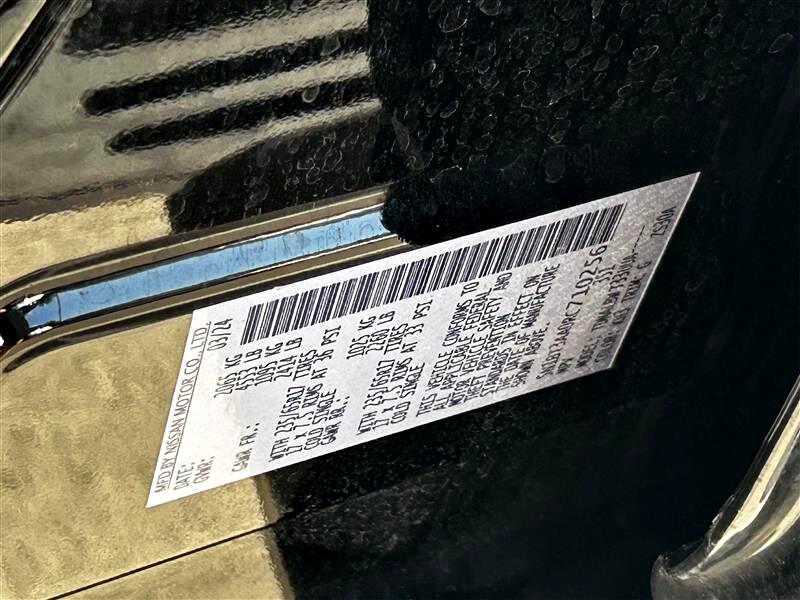 MFD BY NISSAN MOTOR CO., LTD.
DATE: 03/24
GVWR: 2065 KG
4553 LB
GAWR FR.: 1095 KG
2414 LB
WITH 235/65R17 TIRES
17 X 7.5 RIMS AT 36 PSI
COLD SINGLE
GAWR RR.: 1025 KG
2260 LB
WITH 235/65R17 TIRES
17 X 7.5 RIMS AT 33 PSI
COLD SINGLE
THIS VEHICLE CONFORMS TO
ALL APPLICABLE FEDERAL
MOTOR VEHICLE SAFETY AND
THEFT PREVENTION
STANDARDS IN EFFECT ON
THE DATE OF MANUFACTURE
SHOWN ABOVE.
MPV
MODEL:
COLOR: KH3 TRIM: G